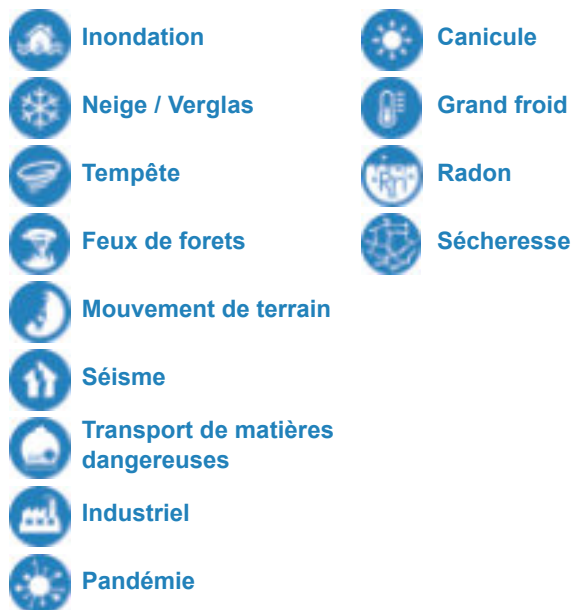 Inondation
Neige / Verglas
Tempête
Feux de forets
Mouvement de terrain
Séisme
Transport de matières
dangereuses
Industriel
Pandémie
Canicule
Grand froid
Rn
Radon
Sécheresse